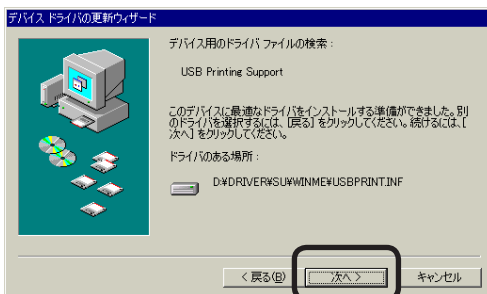 デバイス ドライバの更新ウィザード
デバイス用のドライバ ファイルの検索：
USB Printing Support
このデバイスに最適なドライバをインストールする準備ができました。別
のドライバを選択するには、[戻る] をクリックしてください。続けるには、[
次へ] をクリックしてください。
ドライバのある場所：
D:¥DRIVER¥SU¥WINME¥USBPRINT.INF
< 戻る(B)
次へ >
キャンセル